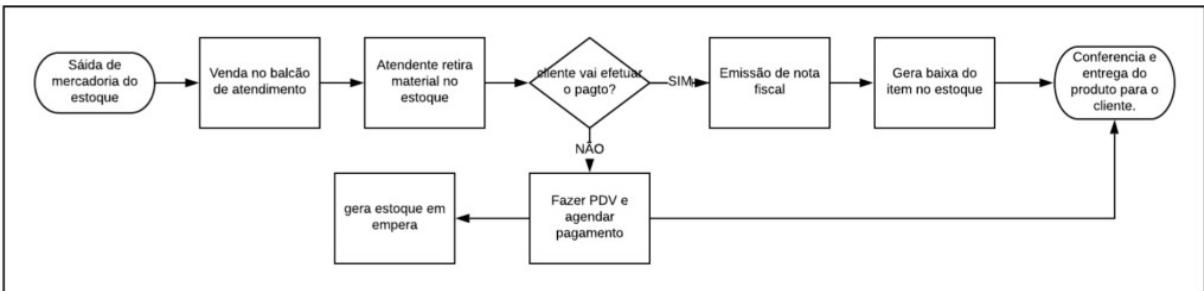 Sáida de
mercadoria do
estoque
Venda no balcão
de atendimento
Atendente retira
material no
estoque
cliente vai efetuar
o pagto?
SIM
Emissão de nota
fiscal
Gera baixa do
item no estoque
Conferencia e
entrega do
produto para o
cliente.
NÃO
gera estoque em
empera
Fazer PDV e
agendar
pagamento